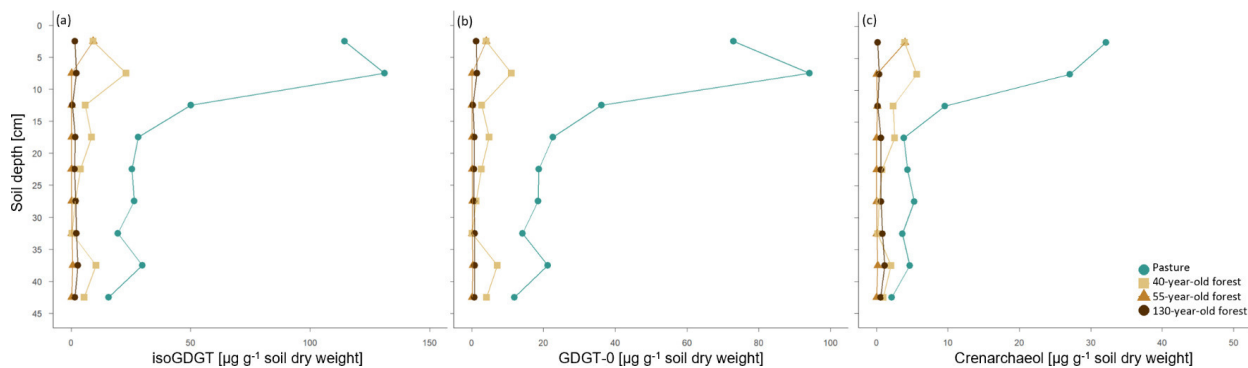 (a)
(b)
(c)
0
5
10
15
20
25
30
35
40
45
Soil depth [cm]
0 50 100 150
0 20 40 60 80 100
0 10 20 30 40 50
isoGDGT [µg g⁻¹ soil dry weight]
GDGT-0 [µg g⁻¹ soil dry weight]
Crenarchaeol [µg g⁻¹ soil dry weight]
Pasture
40-year-old forest
55-year-old forest
130-year-old forest